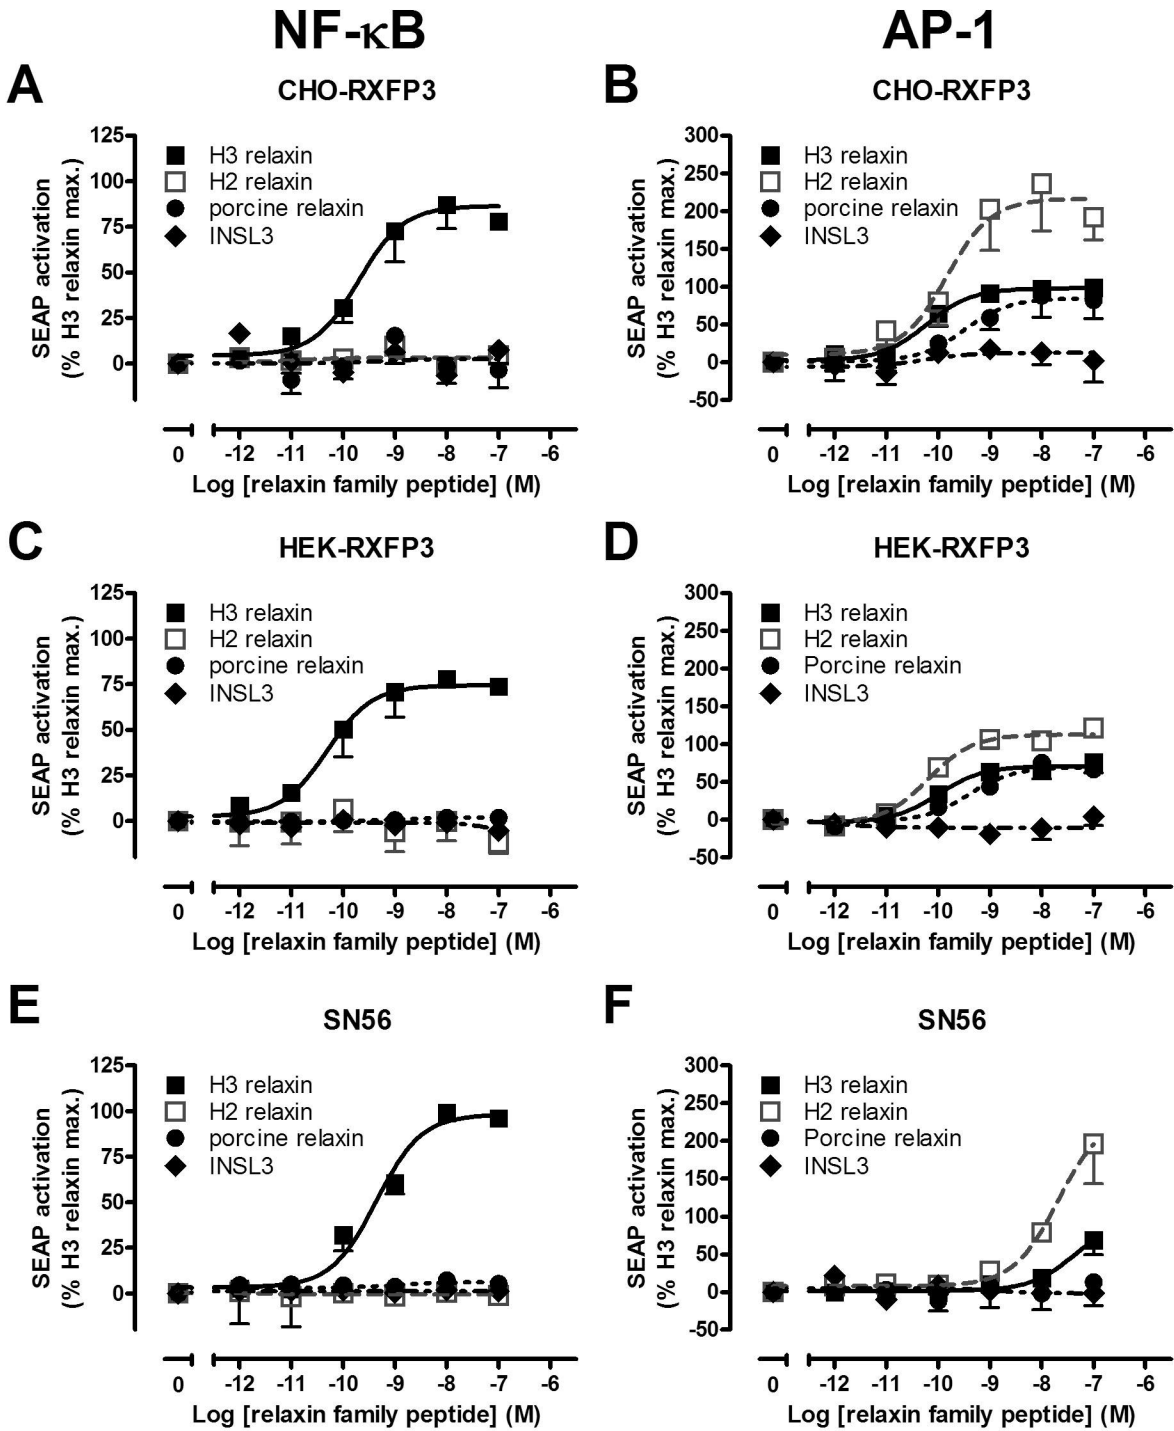 NF-κB
AP-1
A
CHO-RXFP3
SEAP activation
(% H3 relaxin max.)
125
100
75
50
25
0
H3 relaxin
H2 relaxin
porcine relaxin
INSL3
0 -12 -11 -10 -9 -8 -7 -6
Log [relaxin family peptide] (M)
B
CHO-RXFP3
SEAP activation
(% H3 relaxin max.)
300
250
200
150
100
50
0
-50
H3 relaxin
H2 relaxin
porcine relaxin
INSL3
0 -12 -11 -10 -9 -8 -7 -6
Log [relaxin family peptide] (M)
C
HEK-RXFP3
SEAP activation
(% H3 relaxin max.)
125
100
75
50
25
0
H3 relaxin
H2 relaxin
porcine relaxin
INSL3
0 -12 -11 -10 -9 -8 -7 -6
Log [relaxin family peptide] (M)
D
HEK-RXFP3
SEAP activation
(% H3 relaxin max.)
300
250
200
150
100
50
0
-50
H3 relaxin
H2 relaxin
Porcine relaxin
INSL3
0 -12 -11 -10 -9 -8 -7 -6
Log [relaxin family peptide] (M)
E
SN56
SEAP activation
(% H3 relaxin max.)
125
100
75
50
25
0
H3 relaxin
H2 relaxin
porcine relaxin
INSL3
0 -12 -11 -10 -9 -8 -7 -6
Log [relaxin family peptide] (M)
F
SN56
SEAP activation
(% H3 relaxin max.)
300
250
200
150
100
50
0
-50
H3 relaxin
H2 relaxin
Porcine relaxin
INSL3
0 -12 -11 -10 -9 -8 -7 -6
Log [relaxin family peptide] (M)